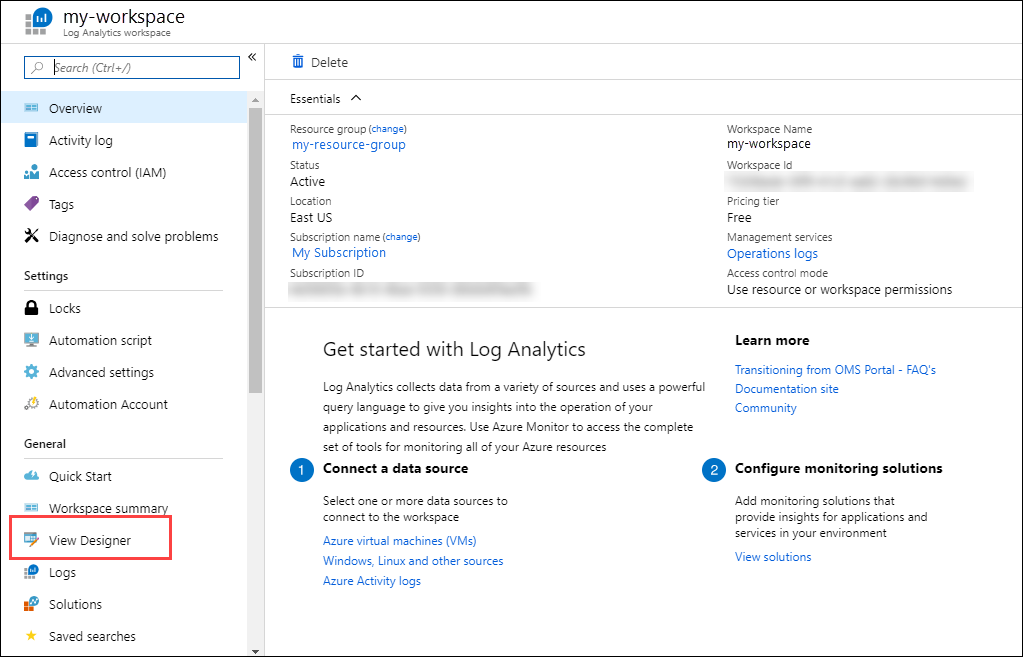 my-workspace
Log Analytics workspace
Search (Ctrl+/)
«
Overview
Activity log
Access control (IAM)
Tags
Diagnose and solve problems
Settings
Locks
Automation script
Advanced settings
Automation Account
General
Quick Start
Workspace summary
View Designer
Logs
Solutions
Saved searches
Delete
Essentials
Resource group (change)
my-resource-group
Status
Active
Location
East US
Subscription name (change)
My Subscription
Subscription ID
Workspace Name
my-workspace
Workspace Id
Pricing tier
Free
Management services
Operations logs
Access control mode
Use resource or workspace permissions
Get started with Log Analytics
Log Analytics collects data from a variety of sources and uses a powerful
query language to give you insights into the operation of your
applications and resources. Use Azure Monitor to access the complete
set of tools for monitoring all of your Azure resources
1 Connect a data source
Select one or more data sources to
connect to the workspace
Azure virtual machines (VMs)
Windows, Linux and other sources
Azure Activity logs
Learn more
Transitioning from OMS Portal - FAQ's
Documentation site
Community
2 Configure monitoring solutions
Add monitoring solutions that
provide insights for applications and
services in your environment
View solutions